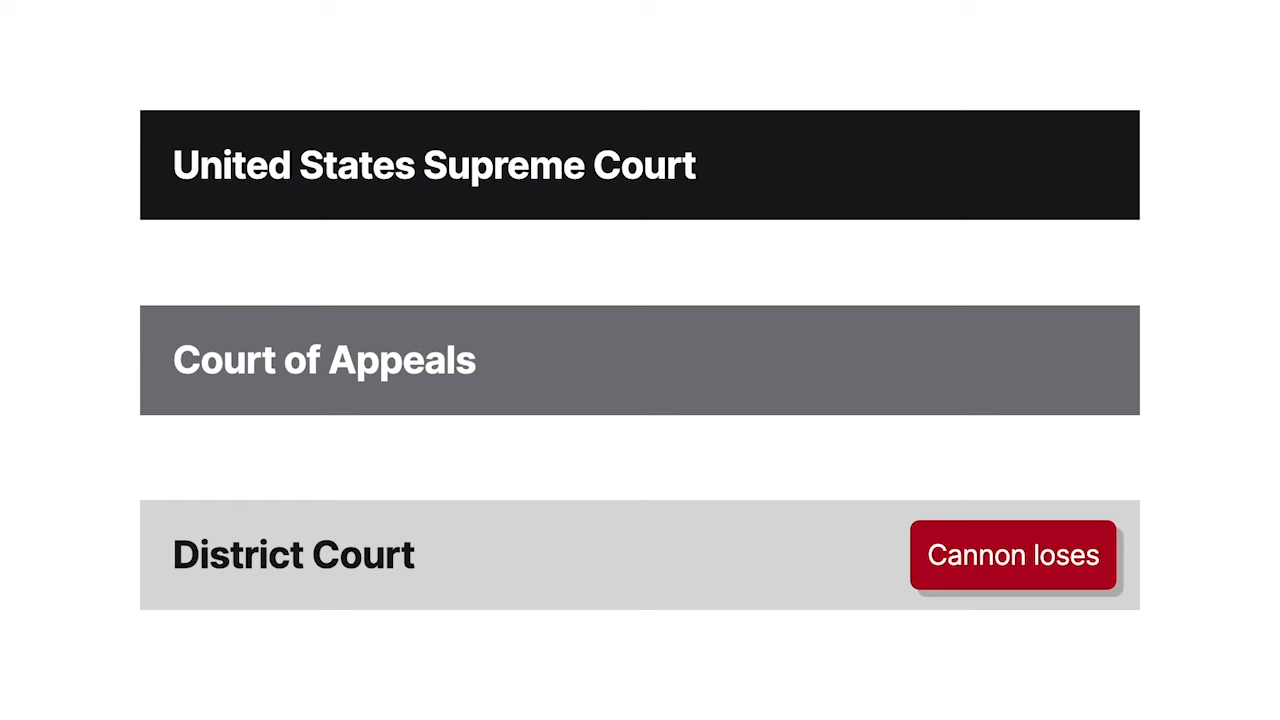 United States Supreme Court
Court of Appeals
District Court
Cannon loses